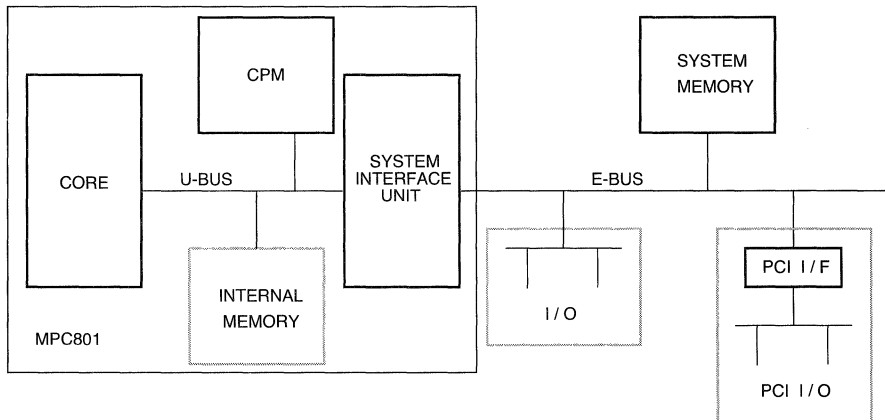 CPM
SYSTEM
MEMORY
CORE
U-BUS
SYSTEM
INTERFACE
UNIT
E-BUS
INTERNAL
MEMORY
I / O
PCI I / F
MPC801
PCI I / O